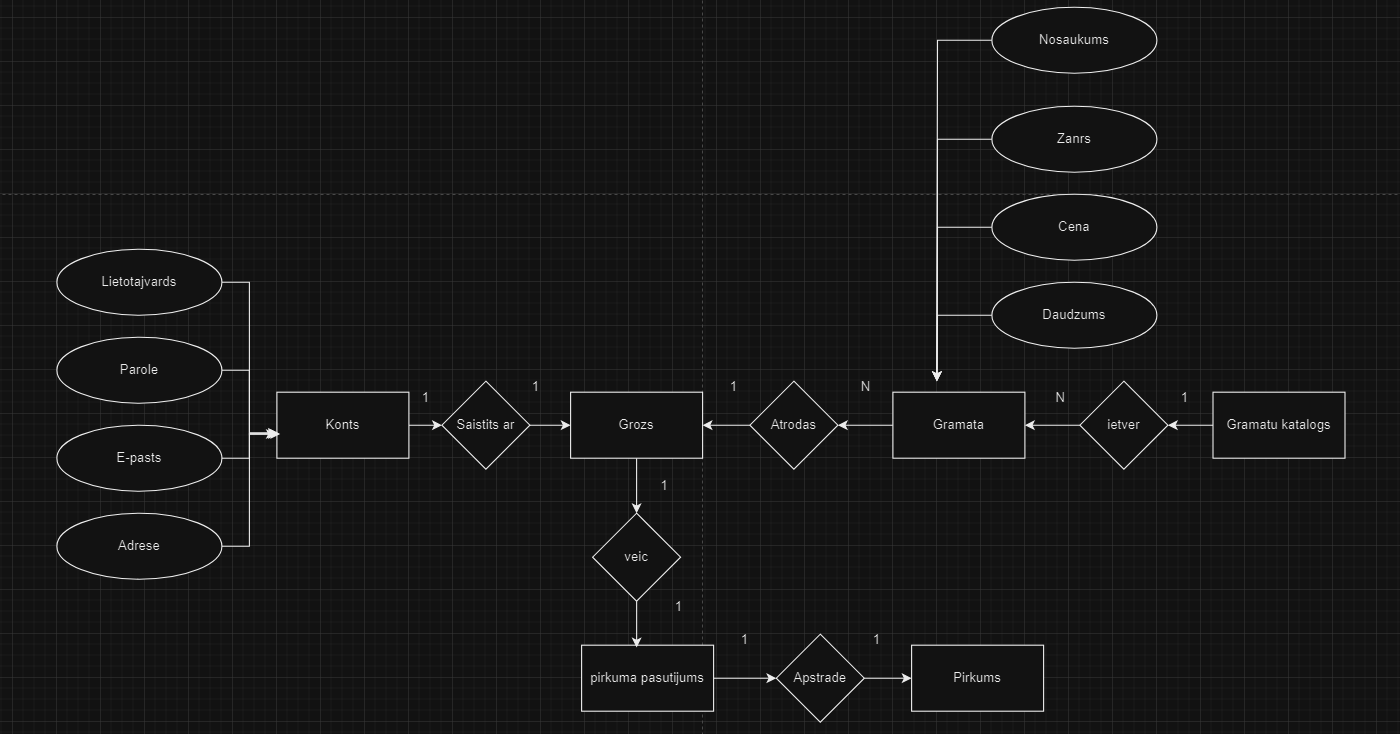 Nosaukums
Zanrs
Cena
Daudzums
Lietotajvards
Parole
E-pasts
Adrese
Konts
1
Saistits ar
1
Grozs
1
Atrodas
N
Gramata
N
ietver
1
Gramatu katalogs
1
veic
1
pirkuma pasutijums
1
Apstrade
1
Pirkums